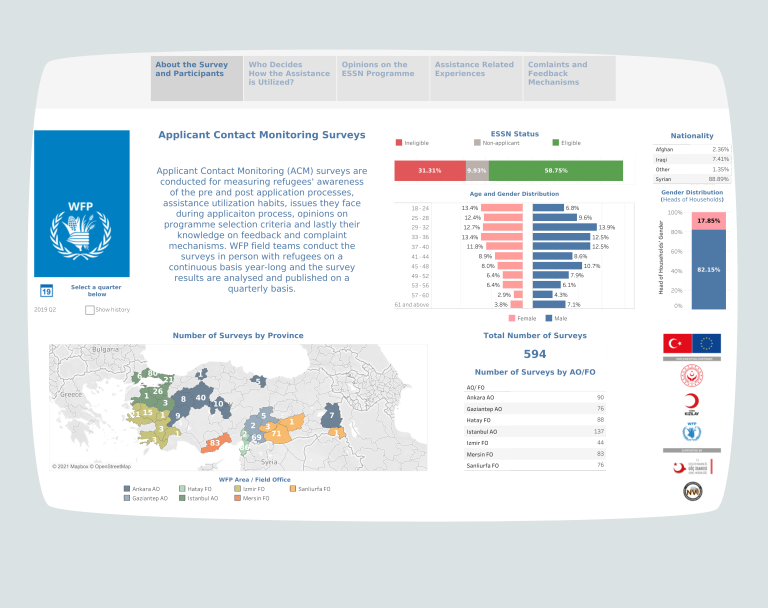 About the Survey
and Participants
Who Decides
How the Assistance
is Utilized?
Opinions on the
ESSN Programme
Assistance Related
Experiences
Comlaints and
Feedback
Mechanisms
WFP
Select a quarter
below
19
2019 Q2
Show history
Applicant Contact Monitoring Surveys
Applicant Contact Monitoring (ACM) surveys are
conducted for measuring refugees' awareness
of the pre and post application processes,
assistance utilization habits, issues they face
during applicaiton process, opinions on
programme selection criteria and lastly their
knowledge on feedback and complaint
mechanisms. WFP field teams conduct the
surveys in person with refugees on a
continuous basis year-long and the survey
results are analysed and published on a
quarterly basis.
ESSN Status
Ineligible
Non-applicant
Eligible
31.31%
9.93%
58.75%
Age and Gender Distribution
18-24 13.4% 6.8%
25-28 12.4% 9.6%
29-32 12.7% 13.9%
33-36 13.4% 12.5%
37-40 11.8% 12.5%
41-44 8.9% 8.6%
45-48 8.0% 10.7%
49-52 6.4% 7.9%
53-56 6.4% 6.1%
57-60 2.9% 4.3%
61 and above 3.8% 7.1%
Female
Male
Nationality
Afghan 2.36%
Iraqi 7.41%
Other 1.35%
Syrian 88.89%
Gender Distribution
(Heads of Households)
Head of Households' Gender
100%
80%
60%
40%
20%
0%
17.85%
82.15%
Number of Surveys by Province
Bulgaria
Greece
Syria
26
1
3
15
1
3
8
40
10
9
5
83
5
2
3
1
69
71
7
© 2021 Mapbox © OpenStreetMap
WFP Area / Field Office
Ankara AO
Hatay FO
Izmir FO
Sanliurfa FO
Gaziantep AO
Istanbul AO
Mersin FO
Total Number of Surveys
594
Number of Surveys by AO/FO
AO/ FO
Ankara AO 90
Gaziantep AO 76
Hatay FO 88
Istanbul AO 137
Izmir FO 44
Mersin FO 83
Sanliurfa FO 76
KIZILAY
WFP